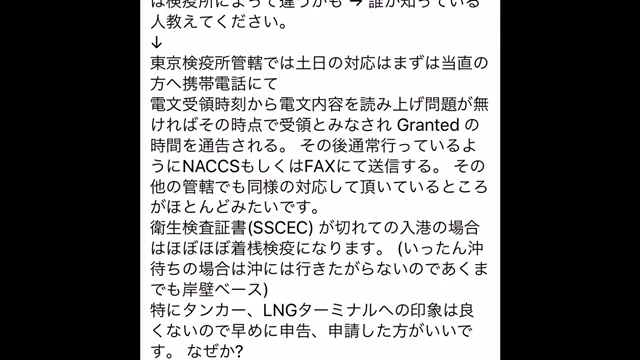 は検疫所によって違うかも → 誰か知っている
人教えてください。
↓
東京検疫所管轄では土日の対応はまずは当直の
方へ携帯電話にて
電文受領時刻から電文内容を読み上げ問題が無
ければその時点で受領とみなされ Granted の
時間を通告される。 その後通常行っているよ
うにNACCSもしくはFAXにて送信する。 その
他の管轄でも同様の対応して頂いているところ
がほとんどみたいです。
衛生検査証書(SSCEC) が切れての入港の場合
はほぼほぼ着桟検疫になります。 (いったん沖
待ちの場合は沖には行きたがらないのであくま
でも岸壁ベース)
特にタンカー、LNGターミナルへの印象は良
くないので早めに申告、申請した方がいいで
す。 なぜか?